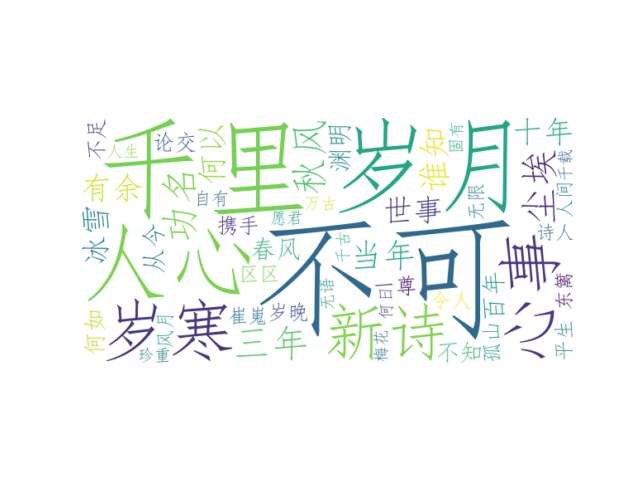 千里
岁月
不可
人心
岁寒
心事
新诗
三年
功名
何以
秋风
渊明
谁知
固有
十年
尘埃
人间
千载
不足
人生
论交
有余
自有
万古
世事
无限
诗人
冰雪
从今
携手
愿君
春风
千古
当年
区区
无语
何日
一尊
令人
百年
东篱
何如
珍重
风月
崔嵬
岁晚
梅花
不知
孤山
平生